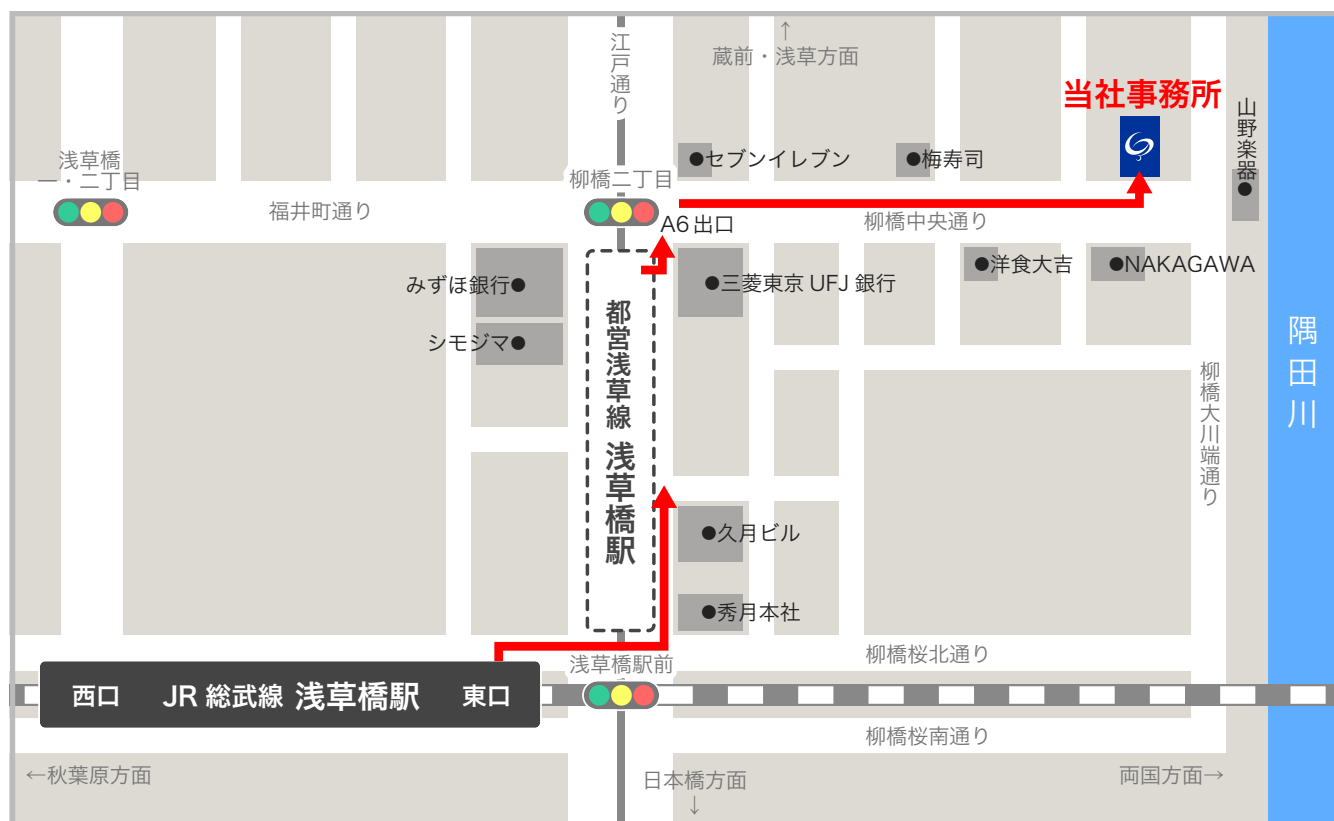 ↑
蔵前・浅草方面
江戸通り
当社事務所
山野楽器●
浅草橋
一・二丁目
柳橋二丁目
●セブンイレブン
●梅寿司
福井町通り
A6出口
柳橋中央通り
みずほ銀行●
●三菱東京UFJ銀行
●洋食大吉
●NAKAGAWA
シモジマ●
都営浅草線 浅草橋駅
隅田川
柳橋大川端通り
●久月ビル
●秀月本社
浅草橋駅前
柳橋桜北通り
西口 JR 総武線 浅草橋駅 東口
柳橋桜南通り
←秋葉原方面
日本橋方面
↓
両国方面→